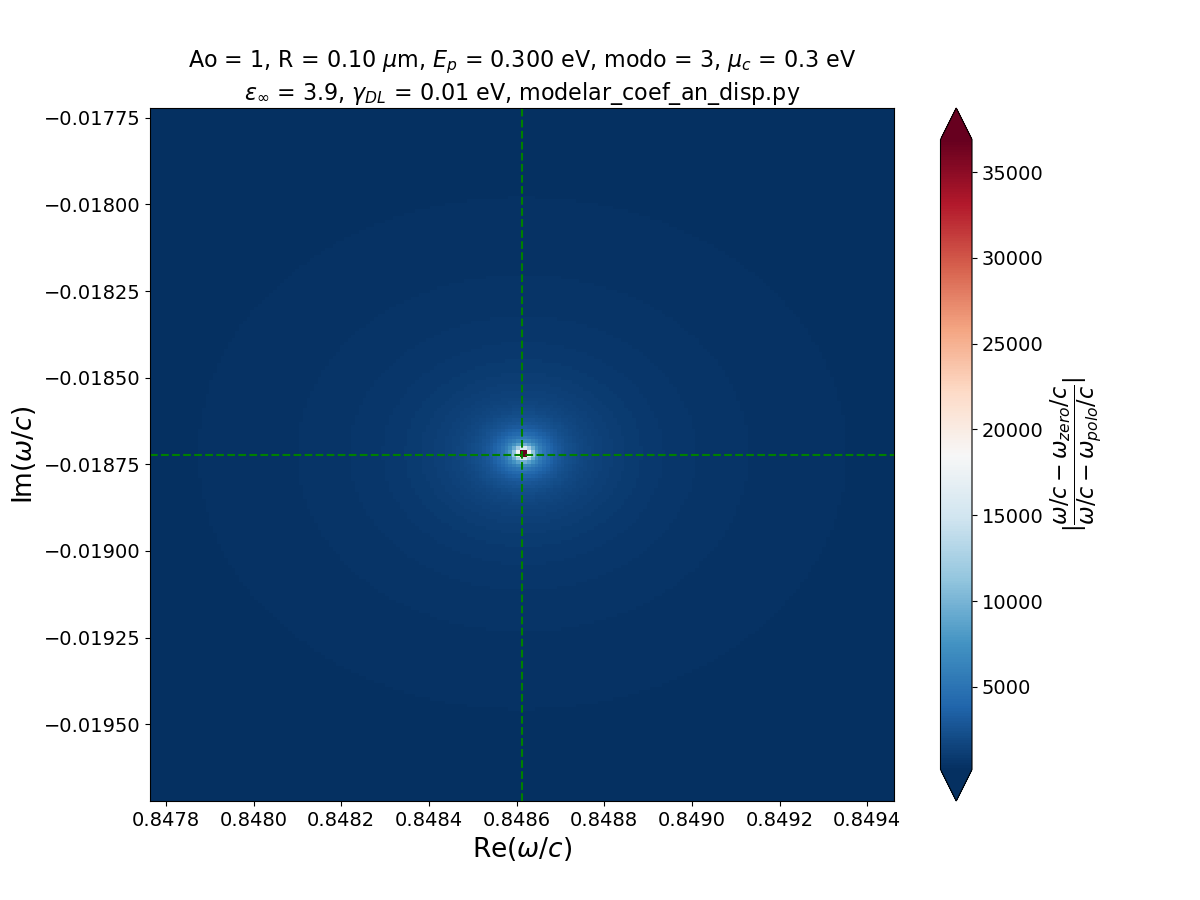 Ao = 1, R = 0.10 μm, E_p = 0.300 eV, modo = 3, μ_c = 0.3 eV
ε_∞ = 3.9, γ_DL = 0.01 eV, modelar_coef_an_disp.py
−0.01775
−0.01800
−0.01825
−0.01850
−0.01875
−0.01900
−0.01925
−0.01950
Im(ω/c)
0.8478 0.8480 0.8482 0.8484 0.8486 0.8488 0.8490 0.8492 0.8494
Re(ω/c)
35000
30000
25000
20000
15000
10000
5000
|ω/c − ω_zero/c
ω/c − ω_polo/c|